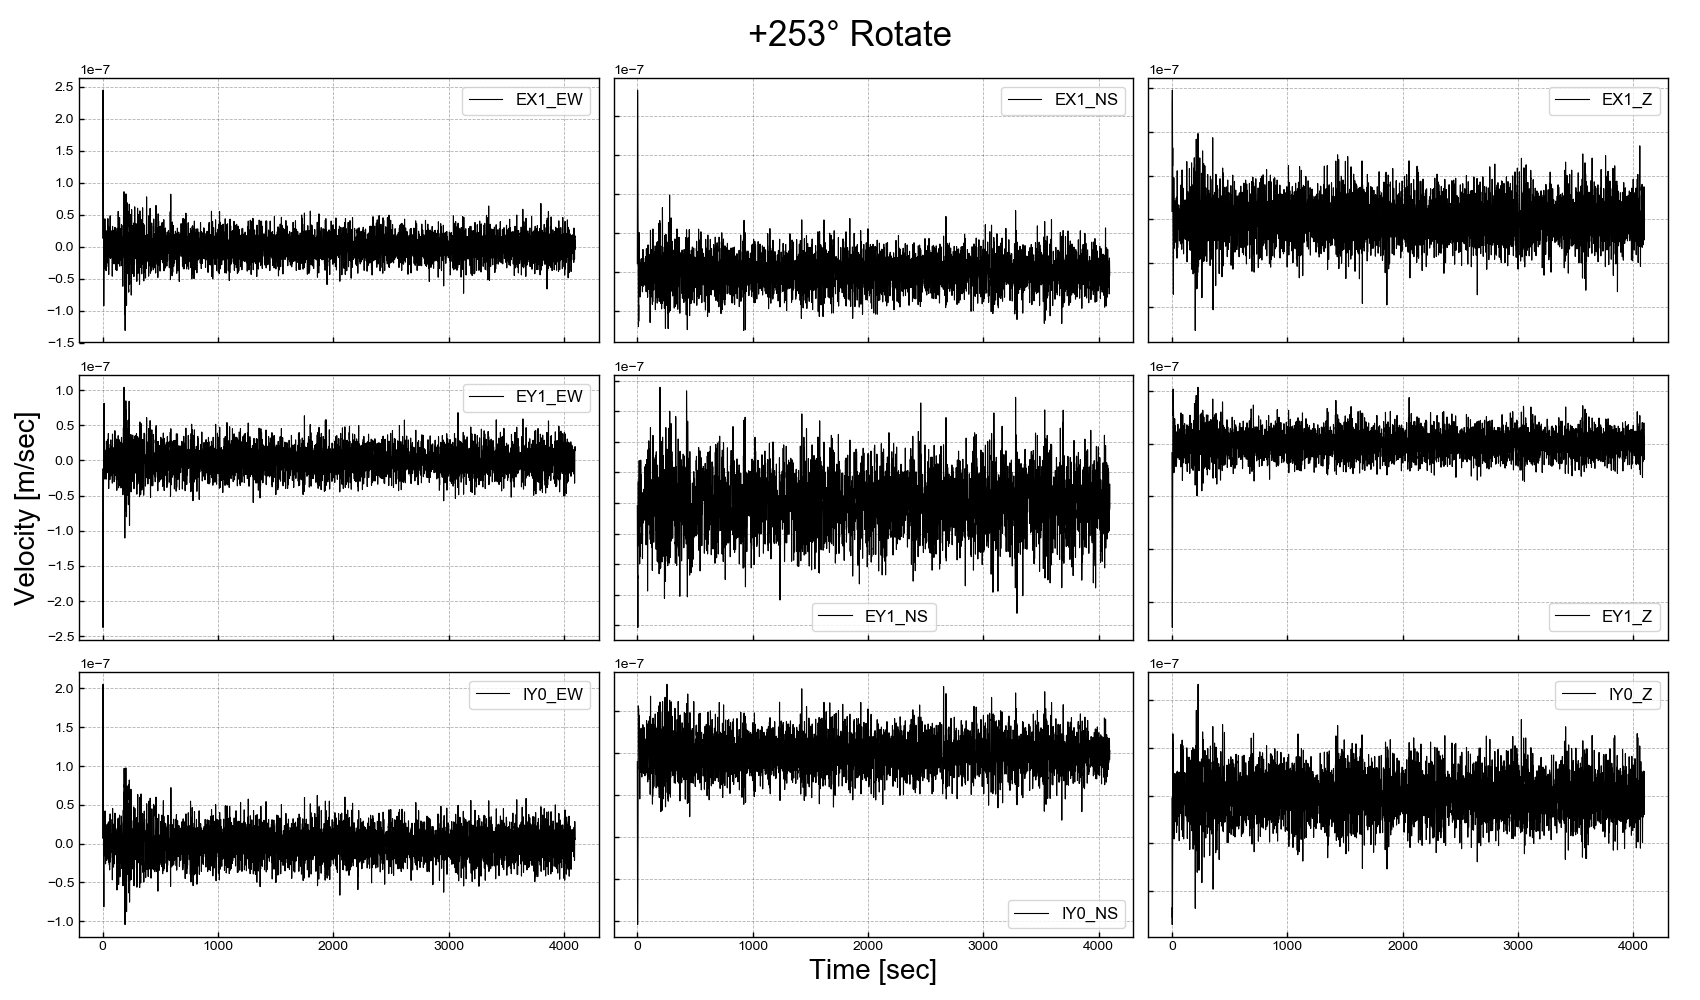 +253° Rotate
1e−7
1e−7
1e−7
2.5
2.0
1.5
1.0
0.5
0.0
−0.5
−1.0
−1.5
EX1_EW
EX1_NS
EX1_Z
1e−7
1e−7
1e−7
1.0
0.5
0.0
−0.5
−1.0
−1.5
−2.0
−2.5
EY1_EW
EY1_NS
EY1_Z
Velocity [m/sec]
1e−7
1e−7
1e−7
2.0
1.5
1.0
0.5
0.0
−0.5
−1.0
IY0_EW
IY0_NS
IY0_Z
0 1000 2000 3000 4000
0 1000 2000 3000 4000
0 1000 2000 3000 4000
Time [sec]